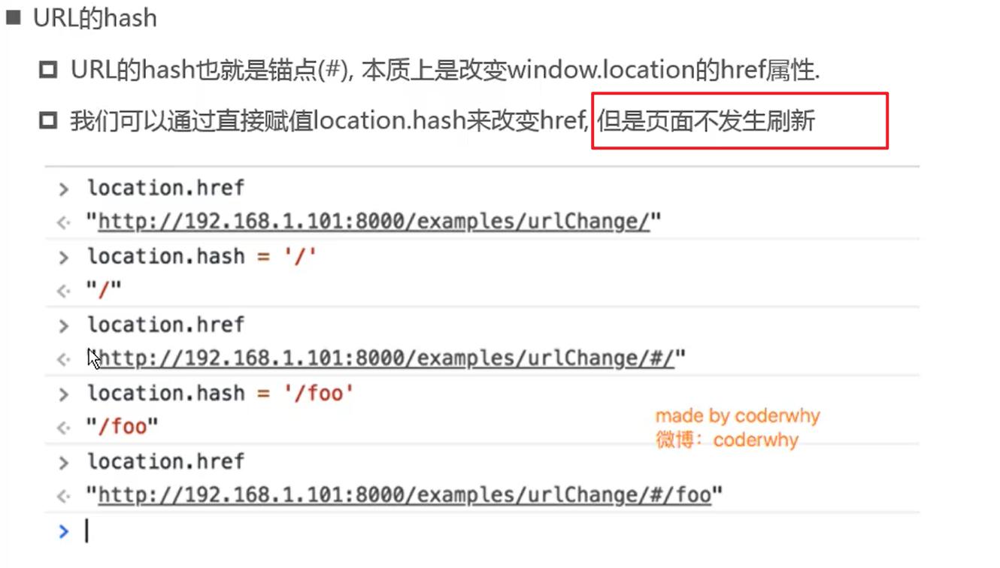 URL的hash
URL的hash也就是锚点(#), 本质上是改变window.location的href属性.
我们可以通过直接赋值location.hash来改变href, 但是页面不发生刷新
> location.href
<· "http://192.168.1.101:8000/examples/urlChange/"
> location.hash = '/'
<· "/"
> location.href
<· "http://192.168.1.101:8000/examples/urlChange/#/"
> location.hash = '/foo'
<· "/foo"
> location.href
<· "http://192.168.1.101:8000/examples/urlChange/#/foo"
>
made by coderwhy
微博：coderwhy